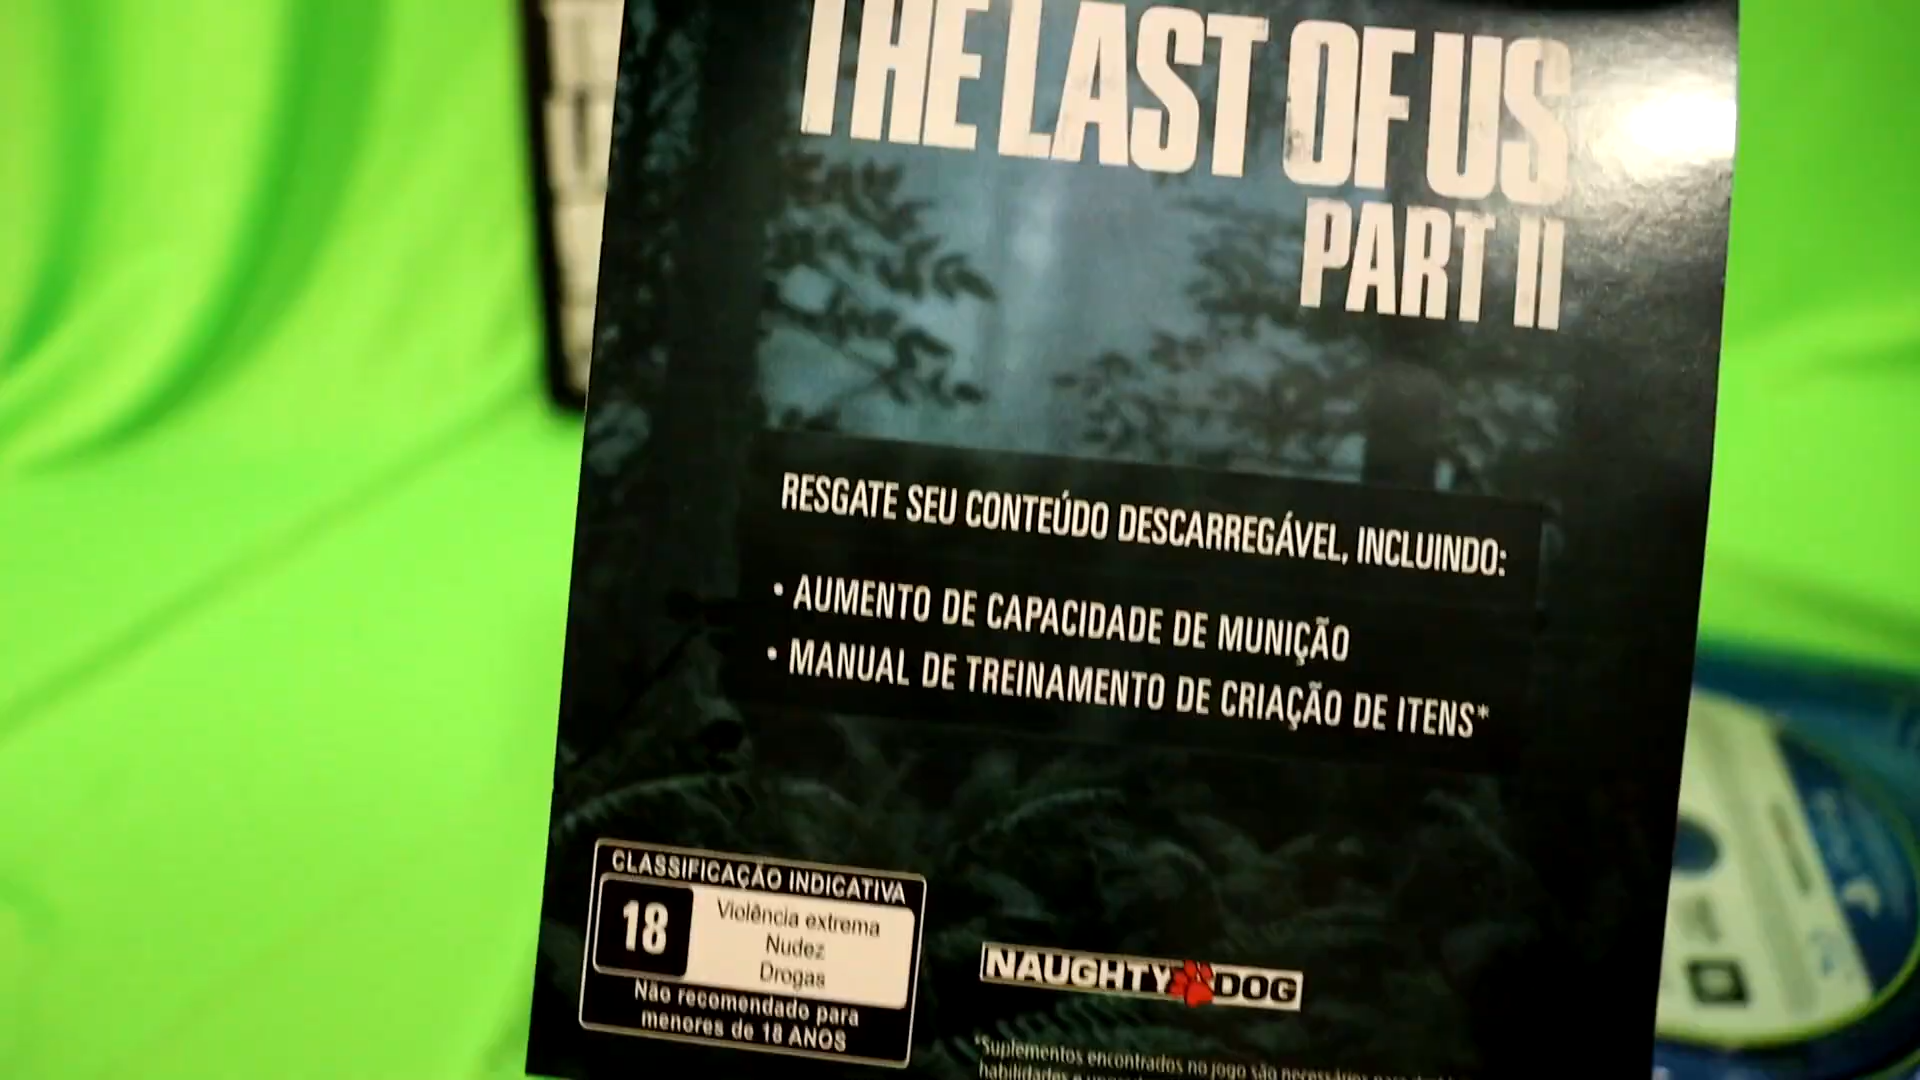 THE LAST OF US
PART II
RESGATE SEU CONTEÚDO DESCARREGÁVEL, INCLUINDO:
• AUMENTO DE CAPACIDADE DE MUNIÇÃO
• MANUAL DE TREINAMENTO DE CRIAÇÃO DE ITENS*
CLASSIFICAÇÃO INDICATIVA
18
Violência extrema
Nudez
Drogas
Não recomendado para
menores de 18 ANOS
NAUGHTY DOG
*Suplementos encontrados no jogo são necessários
habilidades e